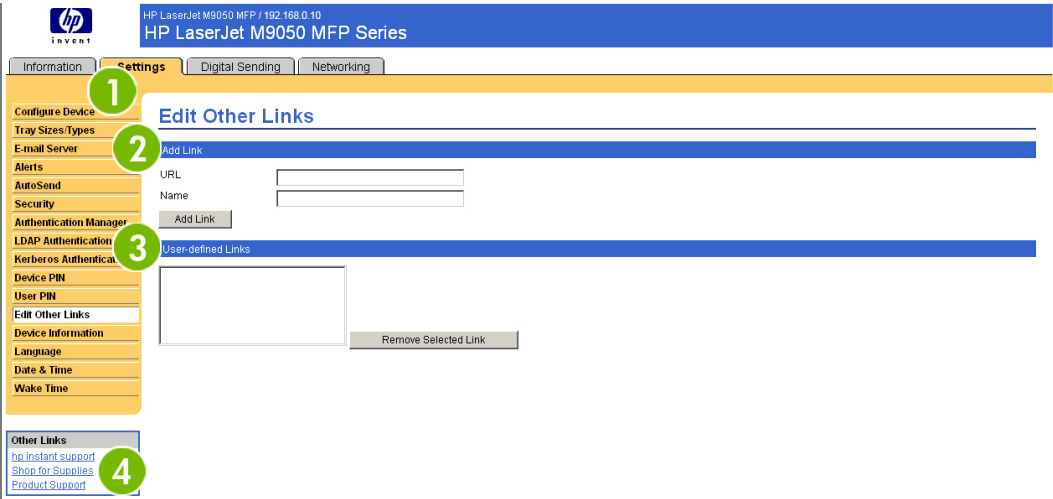 hp
invent
HP LaserJet M9050 MFP / 192.168.0.10
HP LaserJet M9050 MFP Series
Information
Settings
Digital Sending
Networking
1
Configure Device
Tray Sizes/Types
E-mail Server
Alerts
AutoSend
Security
Authentication Manager
LDAP Authentication
Kerberos Authentica
Device PIN
User PIN
Edit Other Links
Device Information
Language
Date & Time
Wake Time
Edit Other Links
2
Add Link
URL
Name
Add Link
3
User-defined Links
Remove Selected Link
Other Links
hp instant support
Shop for Supplies
Product Support
4